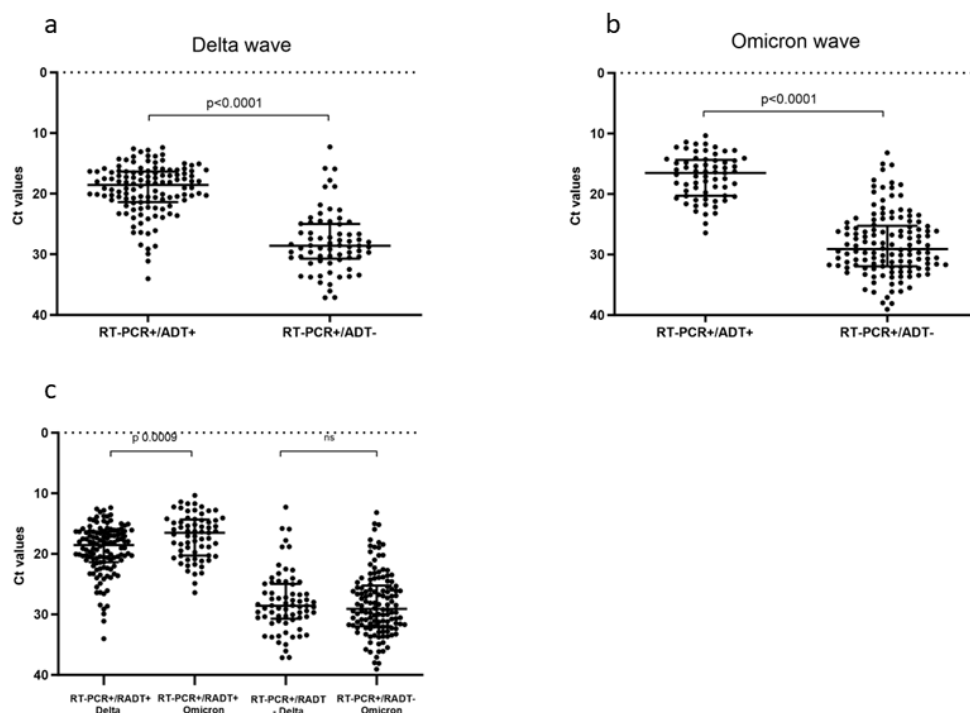 a
Delta wave
0
10
20
30
40
Ct values
p<0.0001
RT-PCR+/ADT+
RT-PCR+/ADT-
b
Omicron wave
0
10
20
30
40
Ct values
p<0.0001
RT-PCR+/ADT+
RT-PCR+/ADT-
c
0
10
20
30
40
Ct values
p 0.0009
ns
RT-PCR+/RADT+
Delta
RT-PCR+/RADT+
Omicron
RT-PCR+/RADT
- Delta
RT-PCR+/RADT-
Omicron